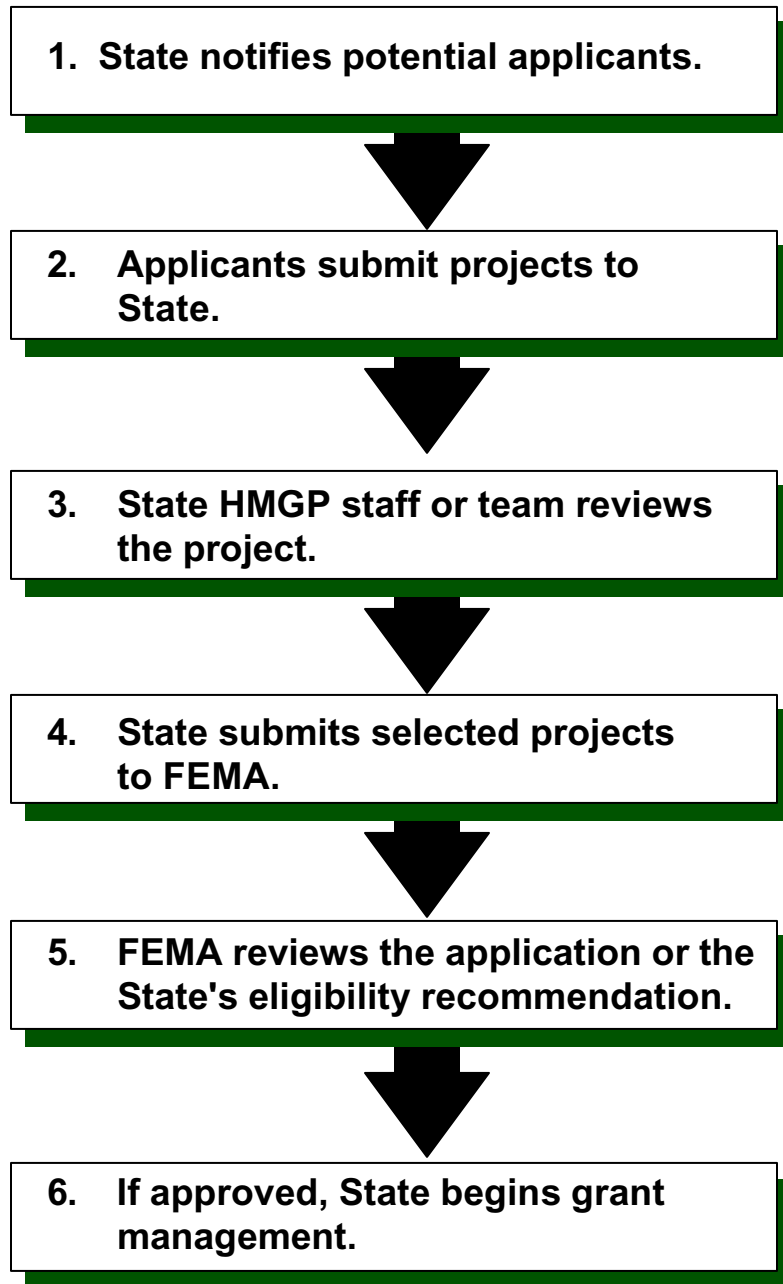 1. State notifies potential applicants.
2. Applicants submit projects to
State.
3. State HMGP staff or team reviews
the project.
4. State submits selected projects
to FEMA.
5. FEMA reviews the application or the
State's eligibility recommendation.
6. If approved, State begins grant
management.